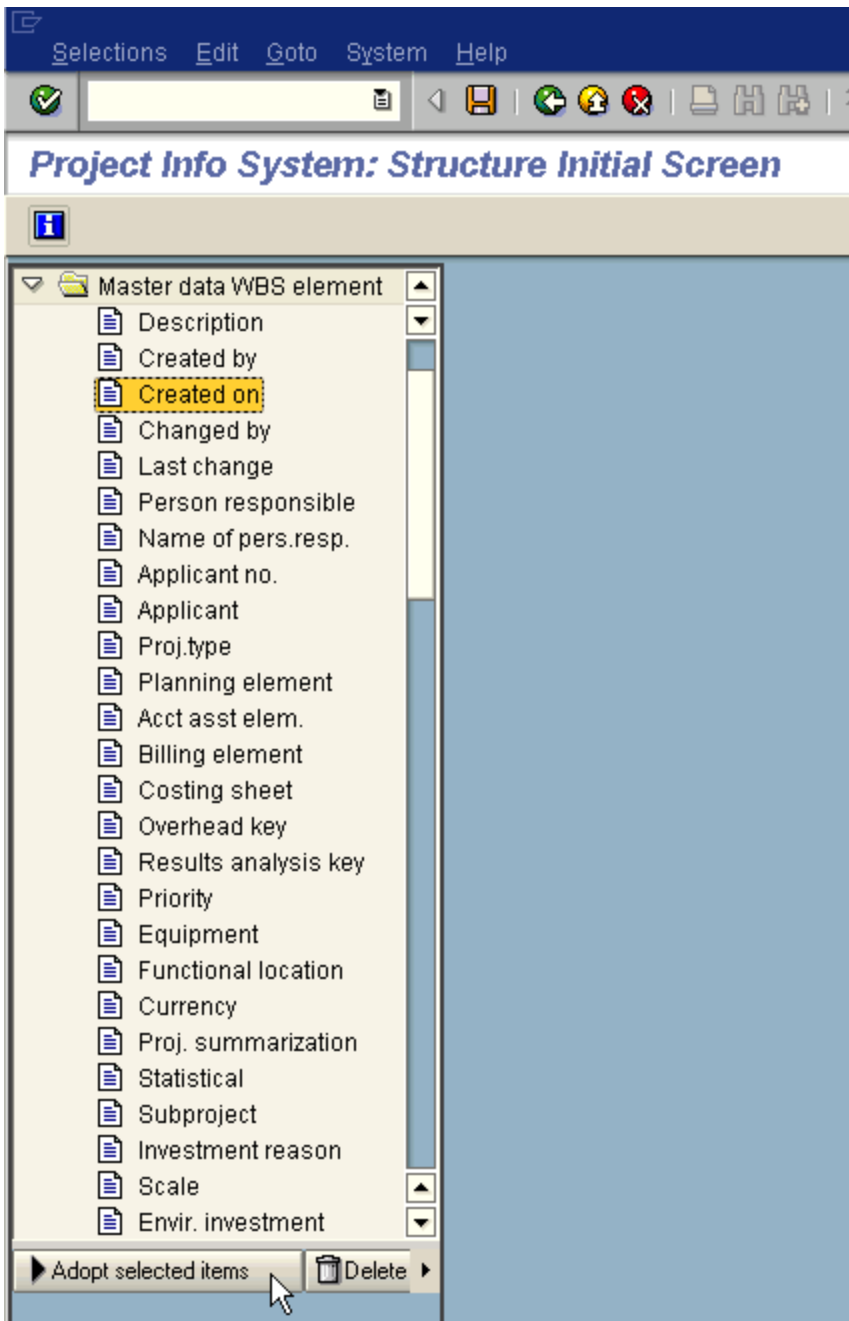 Selections Edit Goto System Help
Project Info System: Structure Initial Screen
Master data WBS element
Description
Created by
Created on
Changed by
Last change
Person responsible
Name of pers.resp.
Applicant no.
Applicant
Proj.type
Planning element
Acct asst elem.
Billing element
Costing sheet
Overhead key
Results analysis key
Priority
Equipment
Functional location
Currency
Proj. summarization
Statistical
Subproject
Investment reason
Scale
Envir. investment
Adopt selected items Delete